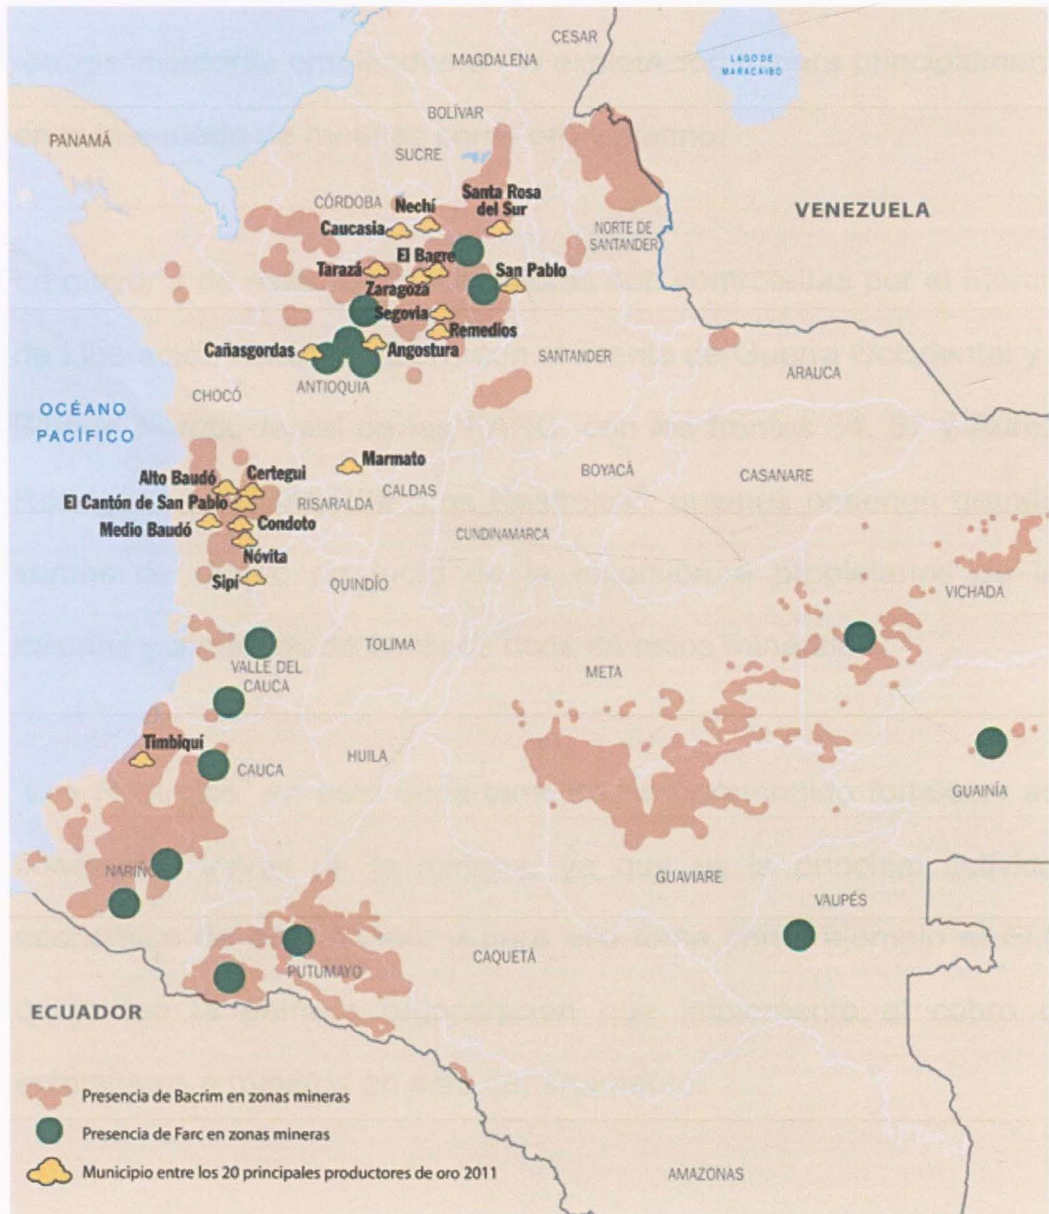 CESAR
MAGDALENA
LAGO DE
MARACAIBO
BOLÍVAR
PANAMÁ
SUCRE
CÓRDOBA
Nechí
Santa Rosa
del Sur
Caucasia
VENEZUELA
NORTE DE
SANTANDER
El Bagre
Tarazá
San Pablo
Zaragoza
Segovia
Remedios
Cañasgordas
Angostura
SANTANDER
ANTIOQUIA
ARAUCA
CHOCÓ
OCÉANO
PACÍFICO
Marmato
Alto Baudó
Certegui
BOYACÁ
CASANARE
El Cantón de San Pablo
RISARALDA
CALDAS
Medio Baudó
Condoto
CUNDINAMARCA
Nóvita
Sipí
QUINDÍO
VICHADA
TOLIMA
VALLE DEL
CAUCA
META
Timbiquí
HUILA
CAUCA
GUAINÍA
NARIÑO
GUAVIARE
VAUPÉS
CAQUETÁ
PUTUMAYO
ECUADOR
Presencia de Bacrim en zonas mineras
Presencia de Farc en zonas mineras
Municipio entre los 20 principales productores de oro 2011
AMAZONAS